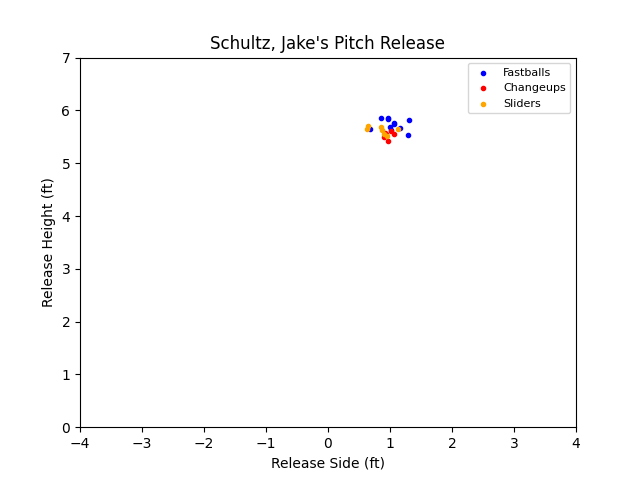 Schultz, Jake's Pitch Release
Fastballs
Changeups
Sliders
Release Height (ft)
7
6
5
4
3
2
1
0
−4 −3 −2 −1 0 1 2 3 4
Release Side (ft)